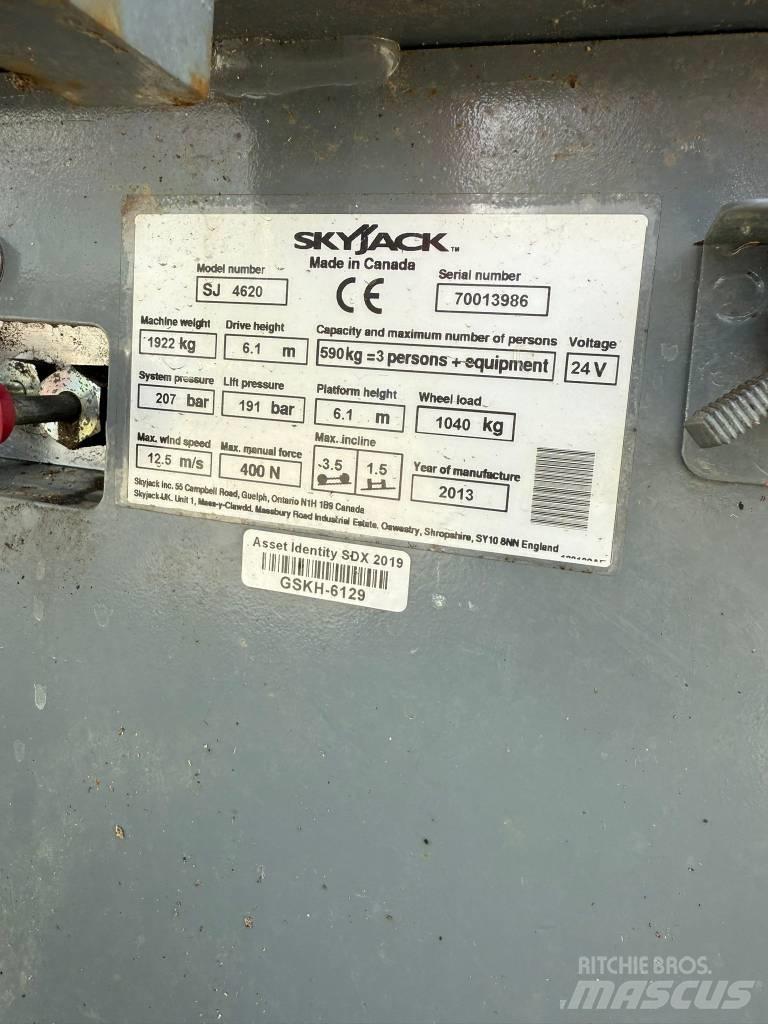 SKYJACK™
Made in Canada
Model number
SJ 4620
CE
Serial number
70013986
Machine weight
1922 kg
Drive height
6.1 m
Capacity and maximum number of persons
590kg =3 persons + equipment
Voltage
24 V
System pressure
207 bar
Lift pressure
191 bar
Platform height
6.1 m
Wheel load
1040 kg
Max. wind speed
12.5 m/s
Max. manual force
400 N
Max. incline
3.5
1.5
Year of manufacture
2013
Skyjack Inc. 55 Campbell Road, Guelph, Ontario N1H 1B9 Canada
Skyjack UK, Unit 1, Maes-y-Clawdd, Maesbury Road Industrial Estate, Oswestry, Shropshire, SY10 8NN England
Asset Identity SDX 2019
GSKH-6129
RITCHIE BROS.
MASCUS